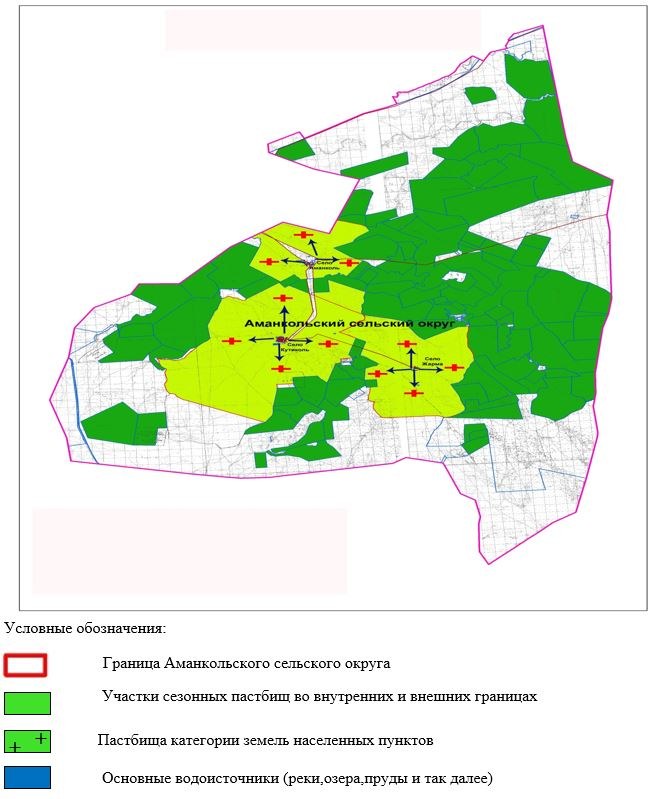 Село
Аманколь
Аманкольский сельский округ
Село
Кутиколь
Село
Жарма
Условные обозначения:
Граница Аманкольского сельского округа
Участки сезонных пастбищ во внутренних и внешних границах
Пастбища категории земель населенных пунктов
Основные водоисточники (реки,озера,пруды и так далее)